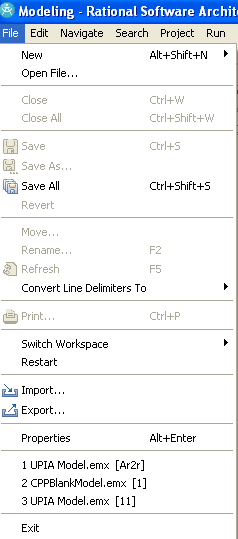 Modeling - Rational Software Archite
File Edit Navigate Search Project Run
New Alt+Shift+N
Open File...
Close Ctrl+W
Close All Ctrl+Shift+W
Save Ctrl+S
Save As...
Save All Ctrl+Shift+S
Revert
Move...
Rename... F2
Refresh F5
Convert Line Delimiters To
Print... Ctrl+P
Switch Workspace
Restart
Import...
Export...
Properties Alt+Enter
1 UPIA Model.emx [Ar2r]
2 CPPBlankModel.emx [1]
3 UPIA Model.emx [11]
Exit